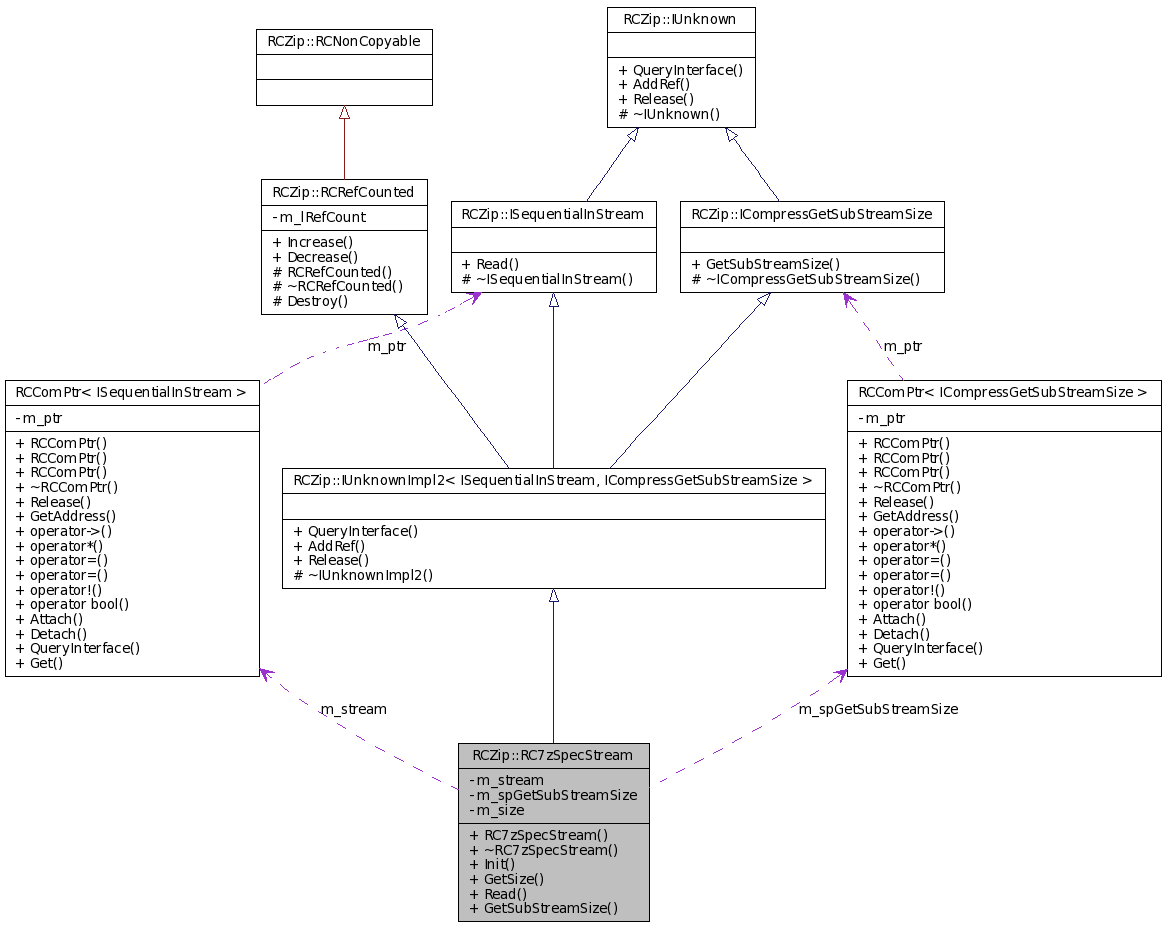 RCZip::IUnknown
+ QueryInterface()
+ AddRef()
+ Release()
# ~IUnknown()
RCZip::RCNonCopyable
RCZip::RCRefCounted
- m_lRefCount
+ Increase()
+ Decrease()
# RCRefCounted()
# ~RCRefCounted()
# Destroy()
RCZip::ISequentialInStream
+ Read()
# ~ISequentialInStream()
RCZip::ICompressGetSubStreamSize
+ GetSubStreamSize()
# ~ICompressGetSubStreamSize()
m_ptr
m_ptr
RCComPtr< ISequentialInStream >
- m_ptr
+ RCComPtr()
+ RCComPtr()
+ RCComPtr()
+ ~RCComPtr()
+ Release()
+ GetAddress()
+ operator->()
+ operator*()
+ operator=()
+ operator=()
+ operator!()
+ operator bool()
+ Attach()
+ Detach()
+ QueryInterface()
+ Get()
RCZip::IUnknownImpl2< ISequentialInStream, ICompressGetSubStreamSize >
+ QueryInterface()
+ AddRef()
+ Release()
# ~IUnknownImpl2()
RCComPtr< ICompressGetSubStreamSize >
- m_ptr
+ RCComPtr()
+ RCComPtr()
+ RCComPtr()
+ ~RCComPtr()
+ Release()
+ GetAddress()
+ operator->()
+ operator*()
+ operator=()
+ operator=()
+ operator!()
+ operator bool()
+ Attach()
+ Detach()
+ QueryInterface()
+ Get()
m_stream
m_spGetSubStreamSize
RCZip::RC7zSpecStream
- m_stream
- m_spGetSubStreamSize
- m_size
+ RC7zSpecStream()
+ ~RC7zSpecStream()
+ Init()
+ GetSize()
+ Read()
+ GetSubStreamSize()